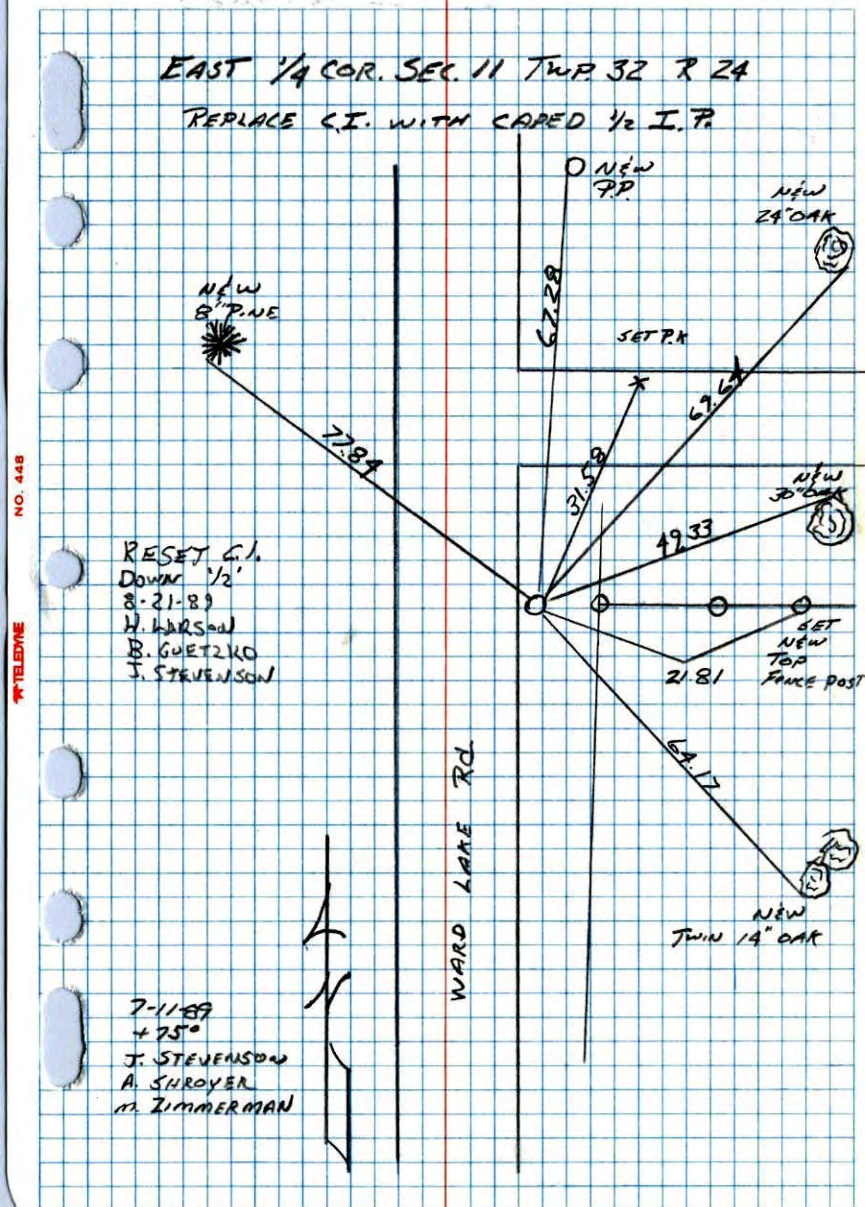 EAST 1/4 COR. SEC. 11 TWP. 32 R 24
REPLACE C.I. WITH CAPED 1/2 I.P.
NEW
P.P.
NEW
24" OAK
NEW
8" PINE
67.28
SET P.K
69.64
77.84
31.58
NEW
30" OAK
49.33
RESET C.I.
DOWN 1/2'
8-21-89
H. LARSON
B. GUETZKO
J. STEVENSON
SET
NEW
TOP
FENCE POST
21.81
64.17
WARD LAKE Rd.
NEW
TWIN 14" OAK
N
7-11-89
+75°
J. STEVENSON
A. SHROYER
M. ZIMMERMAN
NO. 448
TELEDYNE